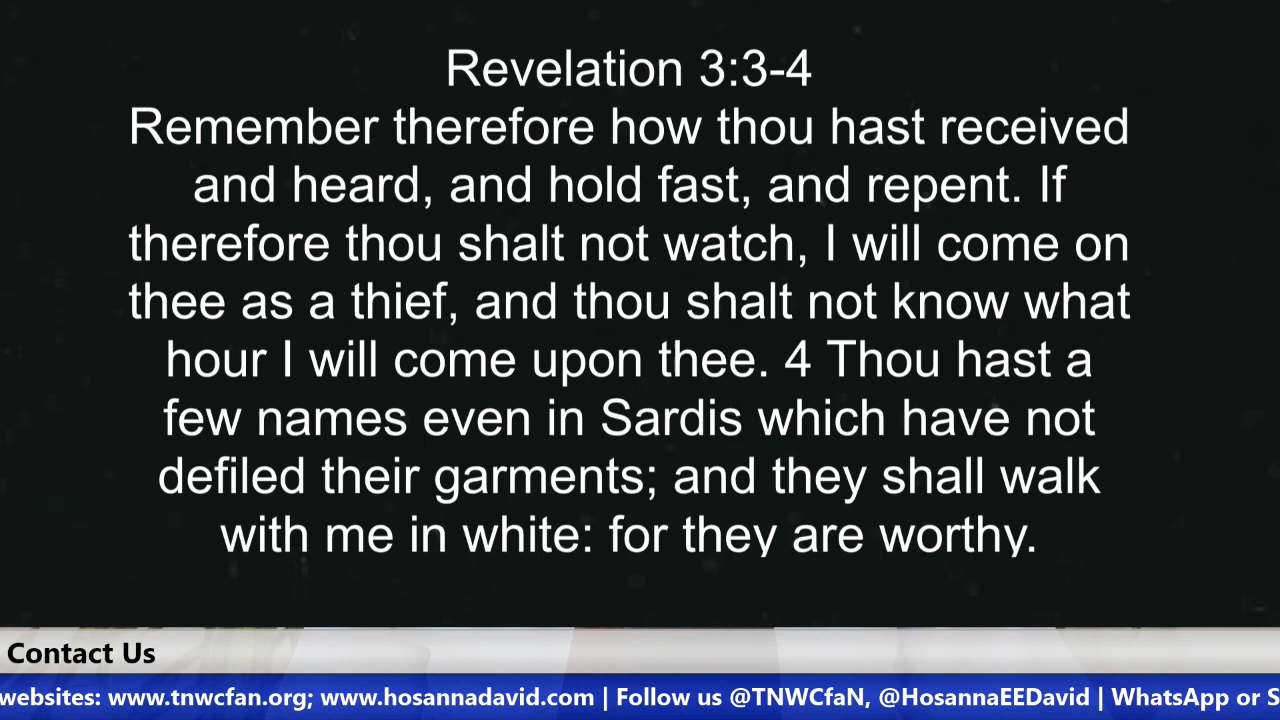 Revelation 3:3-4
Remember therefore how thou hast received
and heard, and hold fast, and repent. If
therefore thou shalt not watch, I will come on
thee as a thief, and thou shalt not know what
hour I will come upon thee. 4 Thou hast a
few names even in Sardis which have not
defiled their garments; and they shall walk
with me in white: for they are worthy.
Contact Us
websites: www.tnwcfan.org; www.hosannadavid.com | Follow us @TNWCfaN, @HosannaEEDavid | WhatsApp or S